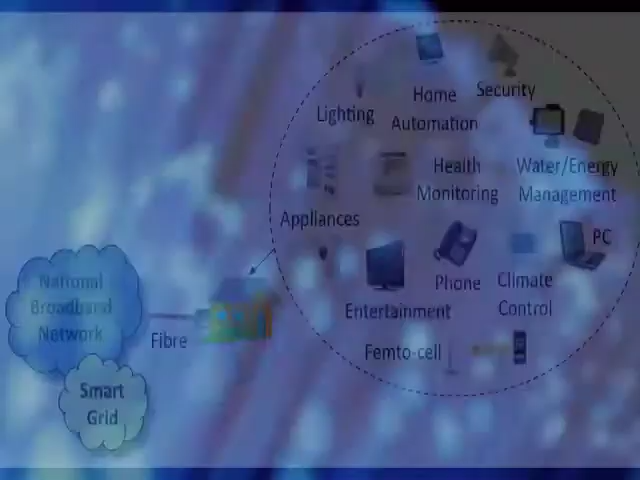 Home
Automation
Security
Lighting
Health
Monitoring
Water/Energy
Management
Appliances
PC
Phone
Climate
Control
Entertainment
Femto-cell
National
Broadband
Network
Fibre
Smart
Grid